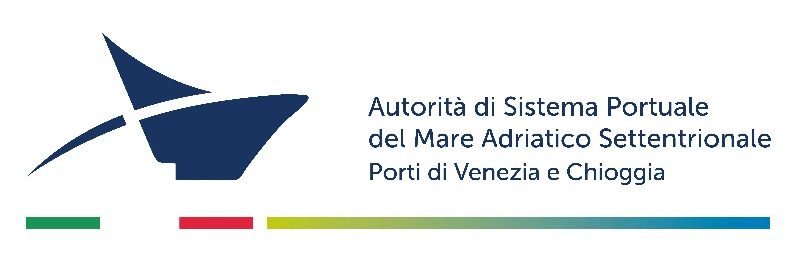 Autorità di Sistema Portuale
del Mare Adriatico Settentrionale
Porti di Venezia e Chioggia